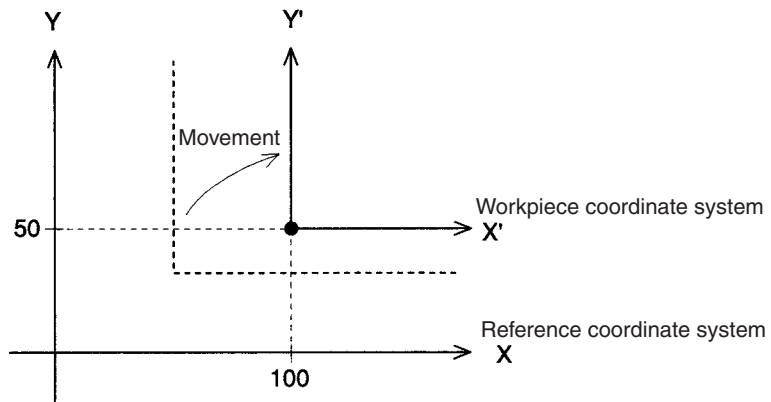 Y
Y'
Movement
50
Workpiece coordinate system
X'
Reference coordinate system
X
100